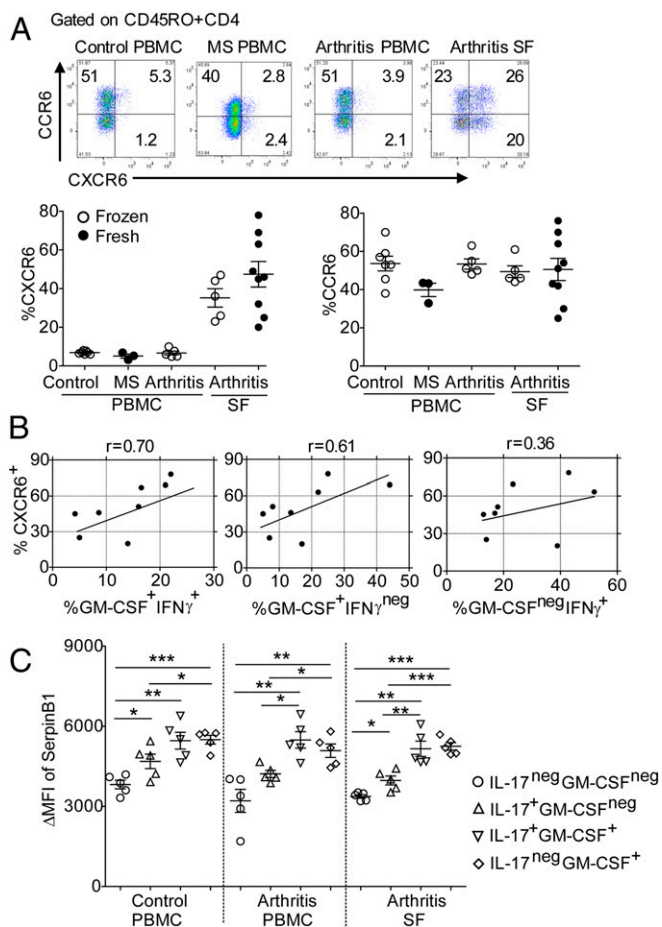 A
Gated on CD45RO+CD4
Control PBMC MS PBMC Arthritis PBMC Arthritis SF
51 5.3 40 2.8 51 3.9 23 26
1.2 2.4 2.1 20
CCR6
CXCR6
○ Frozen
● Fresh
%CXCR6
80
60
40
20
0
Control MS Arthritis Arthritis
PBMC SF
%CCR6
80
60
40
20
0
Control MS Arthritis Arthritis
PBMC SF
B
r=0.70 r=0.61 r=0.36
% CXCR6+
90 90 90
60 60 60
30 30 30
0 0 0
0 10 20 30 0 10 20 30 40 50 0 20 40 60
%GM-CSF+IFNγ+ %GM-CSF+IFNγneg %GM-CSFnegIFNγ+
C
ΔMFI of SerpinB1
9000
6000
3000
0
*** ** ***
* * ***
** ** **
* * ** *
Control PBMC
Arthritis PBMC
Arthritis SF
○ IL-17negGM-CSFneg
△ IL-17+GM-CSFneg
▽ IL-17+GM-CSF+
◇ IL-17negGM-CSF+